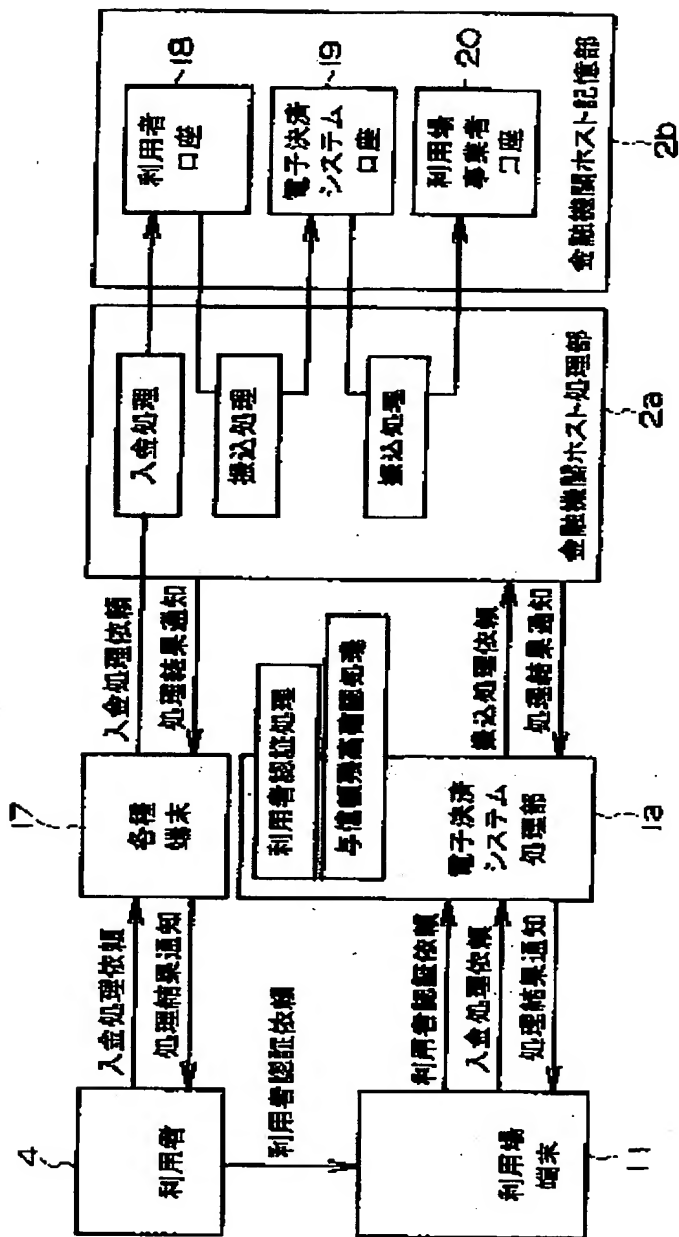 4
利用者
入金処理依頼
処理結果通知
17
各種
端末
入金処理依頼
処理結果通知
入金処理
振込処理
振込処理
金融機関ホスト処理部
2a
利用者
口座
18
電子決済
システム
口座
19
利用場
事業者
口座
20
金融機関ホスト記憶部
2b
利用者認証依頼
利用場
端末
11
利用者認証依頼
入金処理依頼
処理結果通知
利用者認証処理
与信額残高確認処理
電子決済
システム
処理部
1a
振込処理依頼
処理結果通知